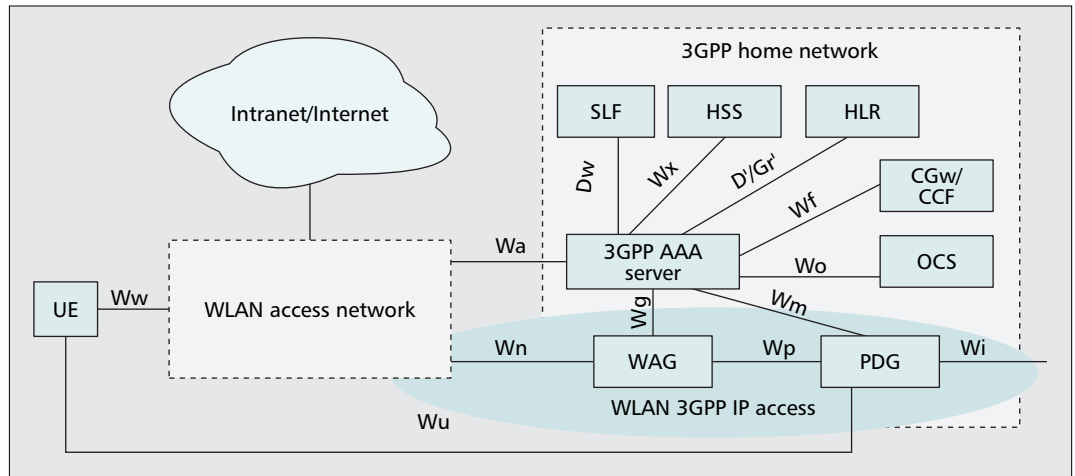 3GPP home network
Intranet/Internet
SLF
HSS
HLR
Dw
Wx
D'/Gr'
CGw/
CCF
Wf
Wa
3GPP AAA
server
Wo
OCS
UE
Ww
WLAN access network
Wg
Wm
Wn
WAG
Wp
PDG
Wi
WLAN 3GPP IP access
Wu